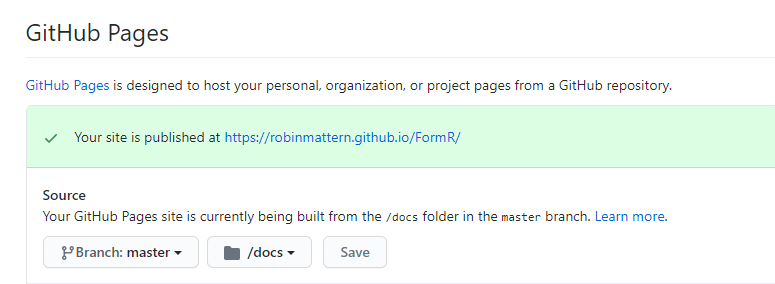 GitHub Pages
GitHub Pages is designed to host your personal, organization, or project pages from a GitHub repository.
Your site is published at https://robinmattern.github.io/FormR/
Source
Your GitHub Pages site is currently being built from the /docs folder in the master branch. Learn more.
Branch: master /docs Save